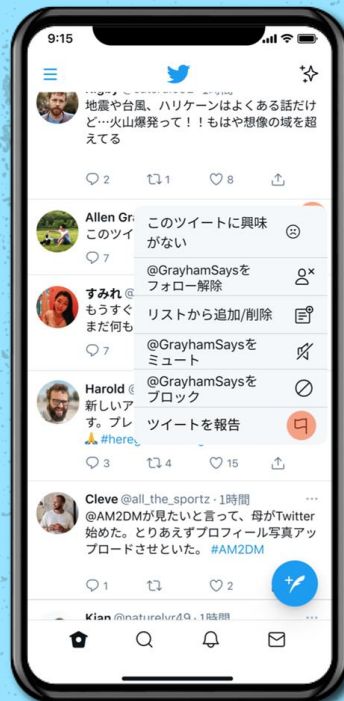 9:15
地震や台風、ハリケーンはよくある話だけ
ど…火山爆発って！！もはや想像の域を超
えてる
2
1
8
Allen Gra
このツイ
7
このツイートに興味
がない
@GrayhamSaysを
フォロー解除
リストから追加/削除
@GrayhamSaysを
ミュート
@GrayhamSaysを
ブロック
ツイートを報告
すみれ @
もうすぐ
まだ何も
7
Harold @
新しいア
す。プレ
🙏 #hereg
3
4
15
Cleve @all_the_sportz · 1時間
@AM2DMが見たいと言って、母がTwitter
始めた。とりあえずプロフィール写真アッ
プロードさせといた。 #AM2DM
1
2
Kian @naturelvr49 · 1時間